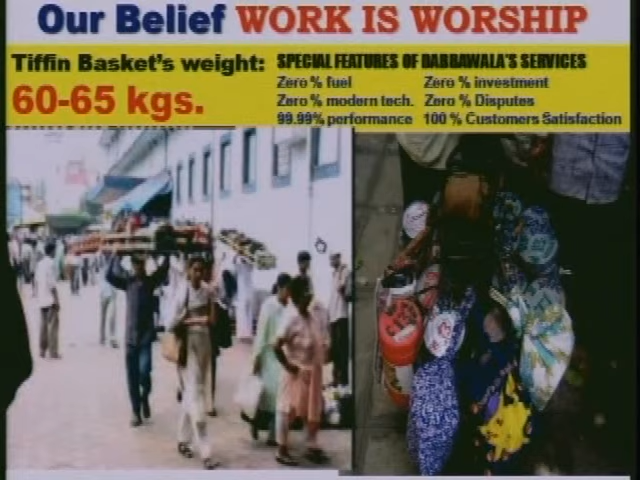 Our Belief WORK IS WORSHIP
Tiffin Basket's weight:
60-65 kgs.
SPECIAL FEATURES OF DABBAWALA'S SERVICES
Zero % fuel
Zero % investment
Zero % modern tech.
Zero % Disputes
99.99% performance
100 % Customers Satisfaction